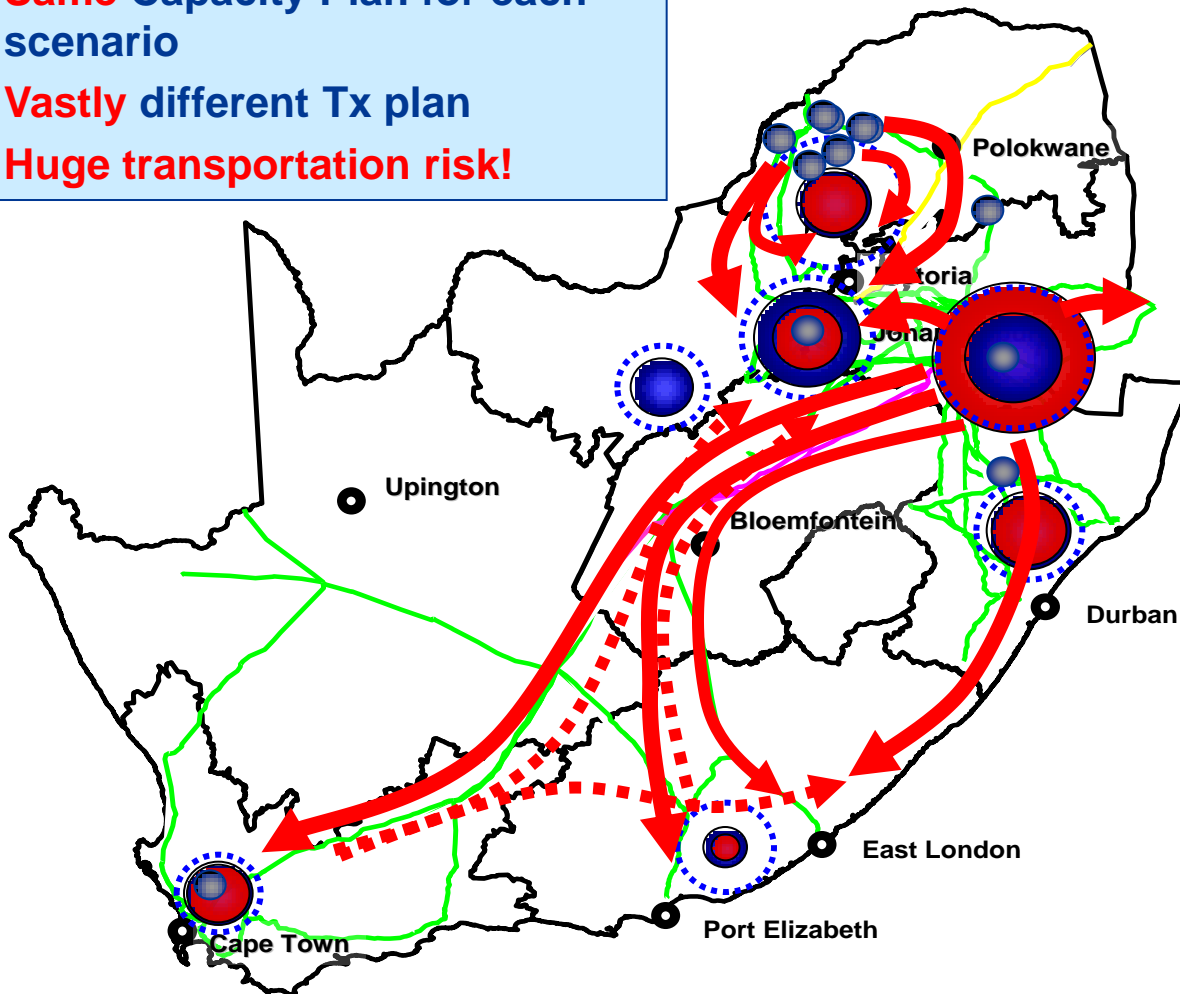 Same Capacity Plan for each
scenario
Vastly different Tx plan
Huge transportation risk!
Polokwane
Upington
Bloemfontein
Durban
East London
Port Elizabeth
Cape Town